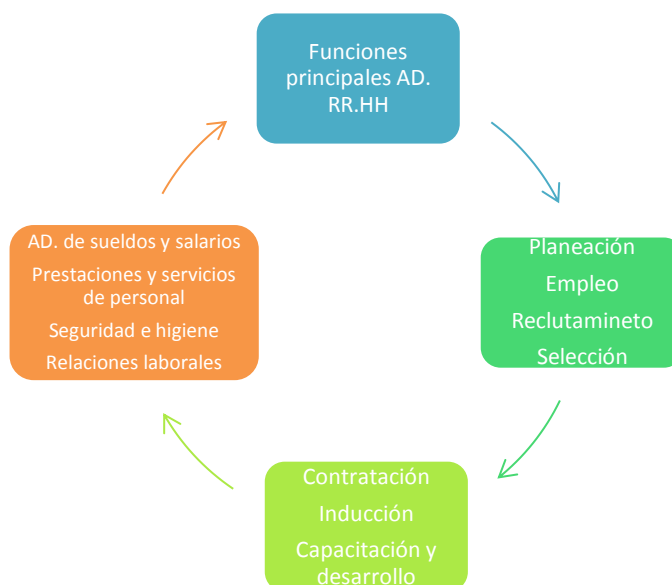 Funciones
principales AD.
RR.HH
Planeación
Empleo
Reclutamineto
Selección
Contratación
Inducción
Capacitación y
desarrollo
AD. de sueldos y salarios
Prestaciones y servicios
de personal
Seguridad e higiene
Relaciones laborales